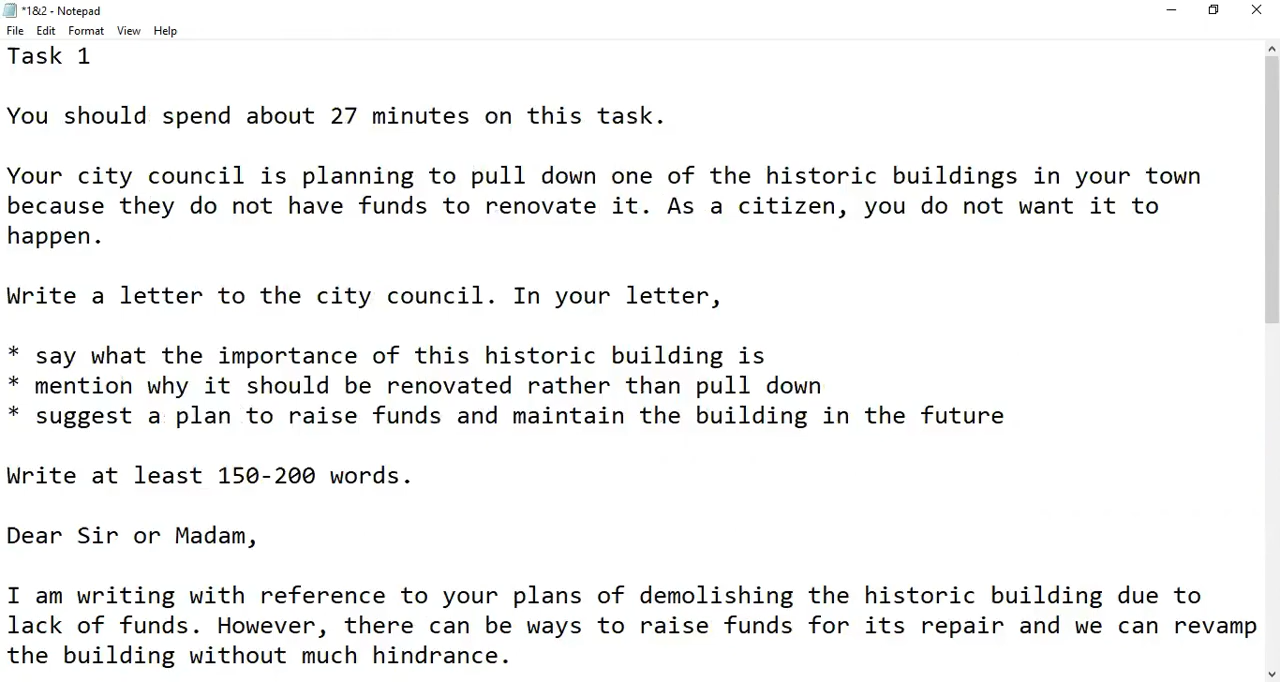 *1&2 - Notepad
File Edit Format View Help
Task 1
You should spend about 27 minutes on this task.
Your city council is planning to pull down one of the historic buildings in your town
because they do not have funds to renovate it. As a citizen, you do not want it to
happen.
Write a letter to the city council. In your letter,
* say what the importance of this historic building is
* mention why it should be renovated rather than pull down
* suggest a plan to raise funds and maintain the building in the future
Write at least 150-200 words.
Dear Sir or Madam,
I am writing with reference to your plans of demolishing the historic building due to
lack of funds. However, there can be ways to raise funds for its repair and we can revamp
the building without much hindrance.